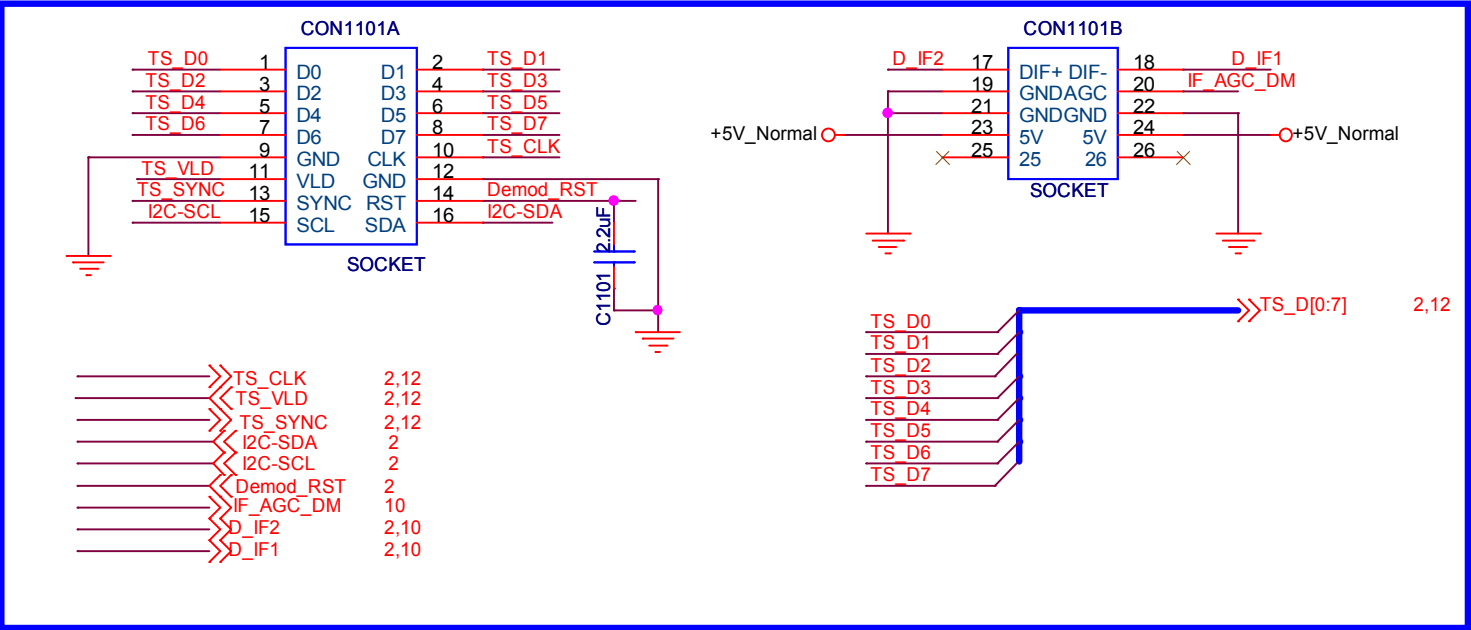 CON1101A
TS_D0 1 D0 D1 2 TS_D1
TS_D2 3 D2 D3 4 TS_D3
TS_D4 5 D4 D5 6 TS_D5
TS_D6 7 D6 D7 8 TS_D7
9 GND CLK 10 TS_CLK
TS_VLD 11 VLD GND 12
TS_SYNC 13 SYNC RST 14 Demod_RST
I2C-SCL 15 SCL SDA 16 I2C-SDA
SOCKET
2.2uF
C1101
CON1101B
D_IF2 17 DIF+ DIF- 18 D_IF1
19 GND AGC 20 IF_AGC_DM
21 GND GND 22
+5V_Normal 23 5V 5V 24 +5V_Normal
25 25 26 26
SOCKET
TS_CLK 2,12
TS_VLD 2,12
TS_SYNC 2,12
I2C-SDA 2
I2C-SCL 2
Demod_RST 2
IF_AGC_DM 10
D_IF2 2,10
D_IF1 2,10
TS_D[0:7] 2,12
TS_D0
TS_D1
TS_D2
TS_D3
TS_D4
TS_D5
TS_D6
TS_D7